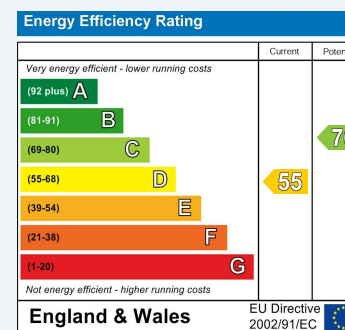 Energy Efficiency Rating
Current
Very energy efficient - lower running costs
(92 plus) A
(81-91) B
(69-80) C
(55-68) D
55
(39-54) E
(21-38) F
(1-20) G
Not energy efficient - higher running costs
England & Wales
EU Directive
2002/91/EC